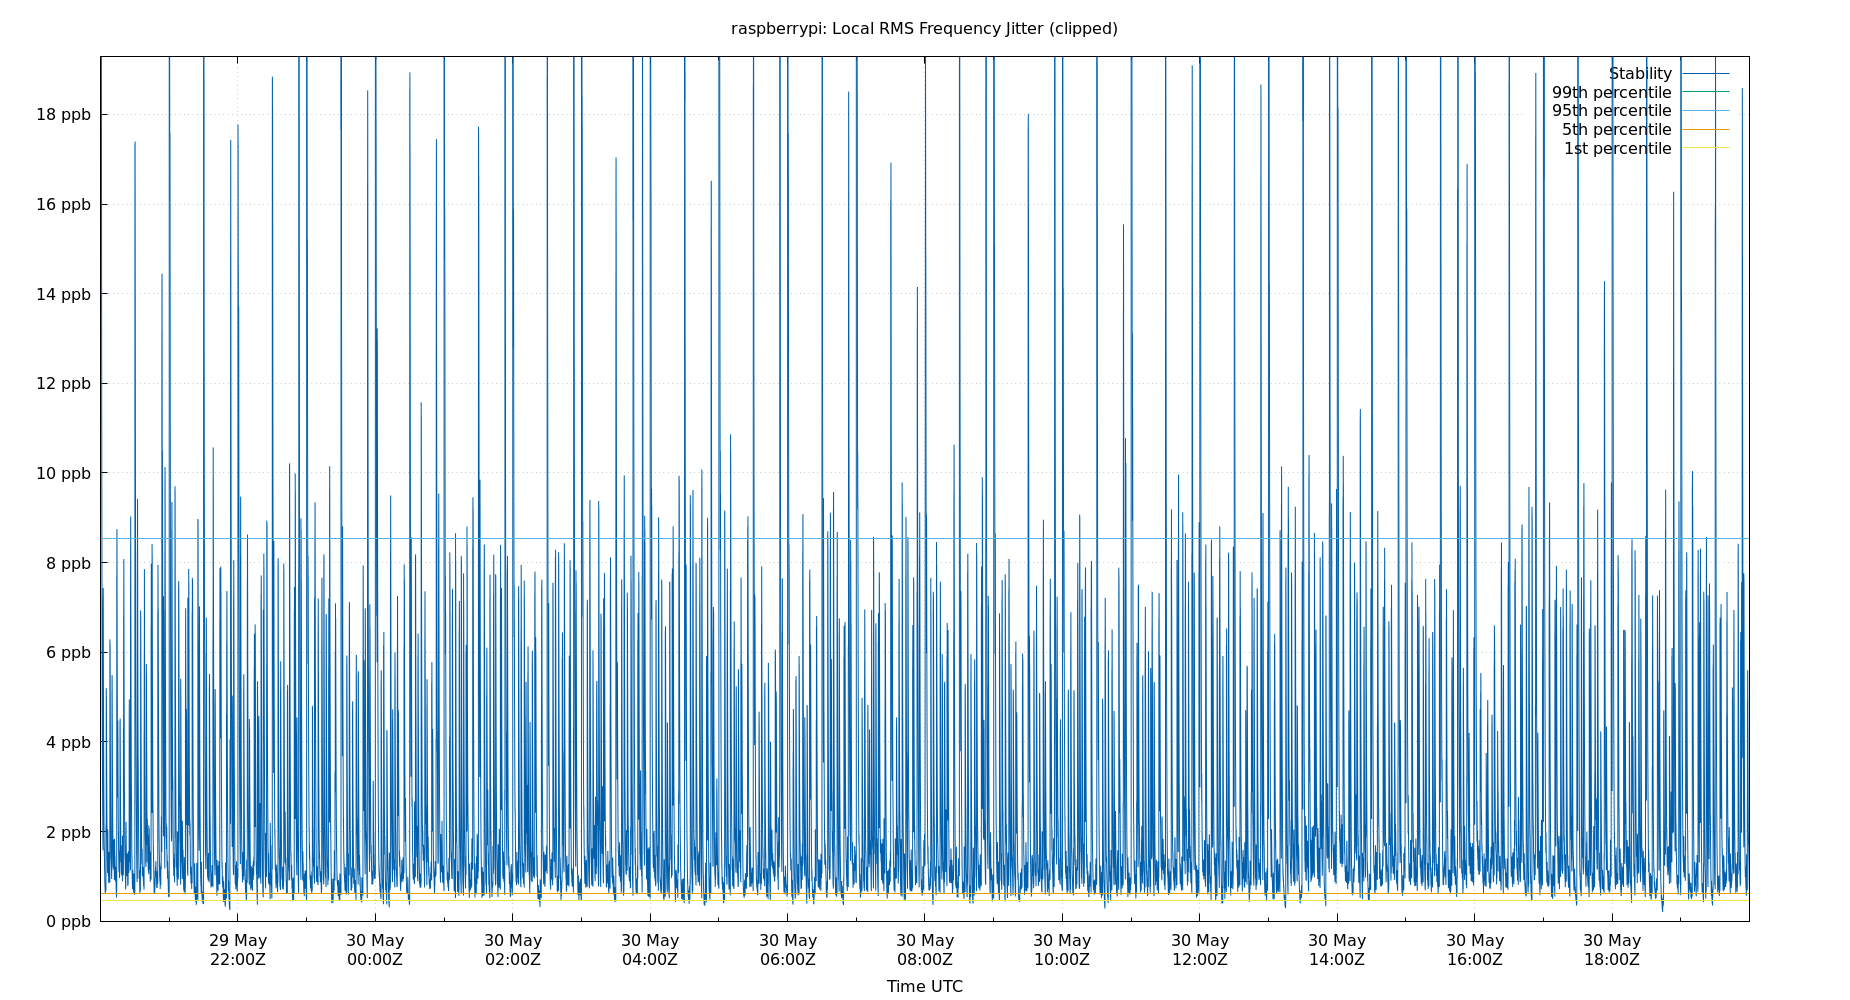 raspberrypi: Local RMS Frequency Jitter (clipped)
Stability
99th percentile
95th percentile
5th percentile
1st percentile
18 ppb
16 ppb
14 ppb
12 ppb
10 ppb
8 ppb
6 ppb
4 ppb
2 ppb
0 ppb
29 May 30 May 30 May 30 May 30 May 30 May 30 May 30 May 30 May 30 May 30 May
22:00Z 00:00Z 02:00Z 04:00Z 06:00Z 08:00Z 10:00Z 12:00Z 14:00Z 16:00Z 18:00Z
Time UTC